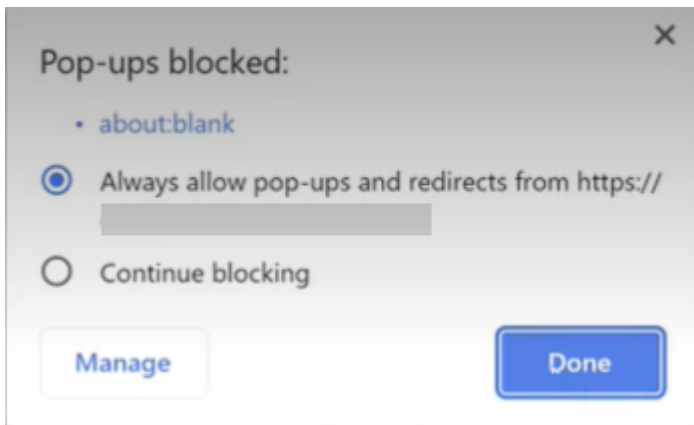 Pop-ups blocked:
about:blank
Always allow pop-ups and redirects from https://
Continue blocking
Manage
Done